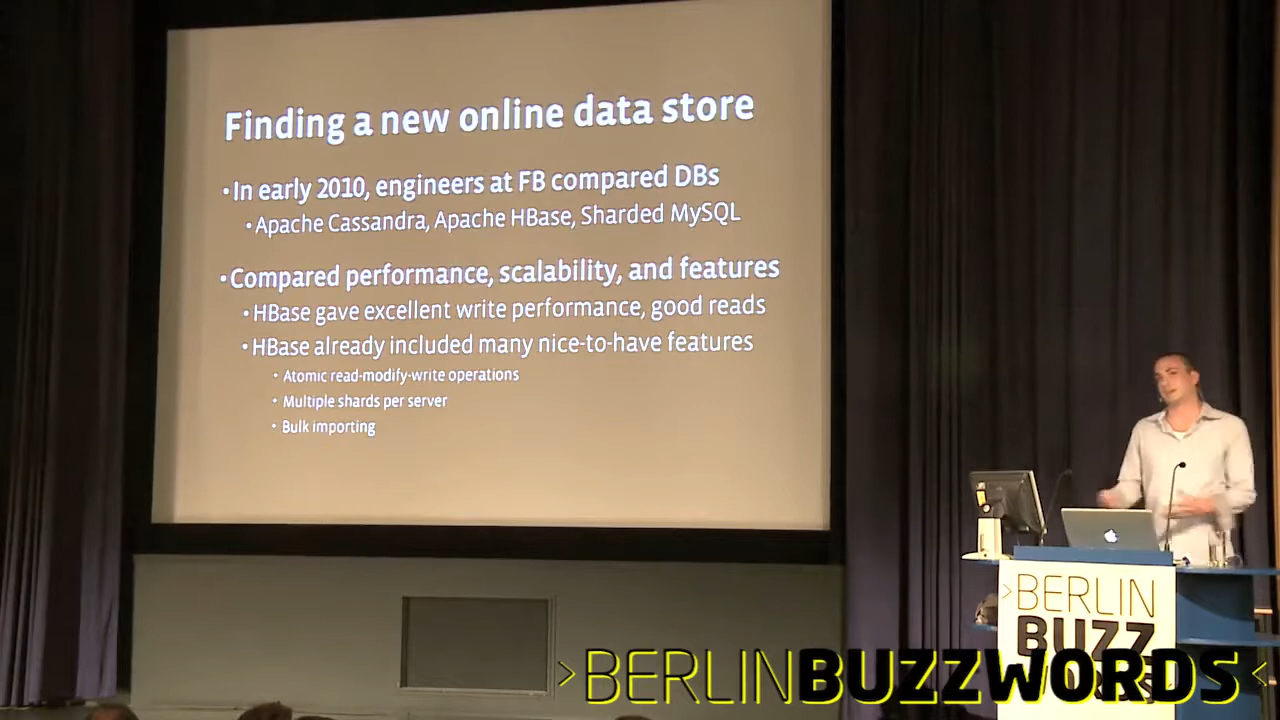 Finding a new online data store
•In early 2010, engineers at FB compared DBs
•Apache Cassandra, Apache HBase, Sharded MySQL
•Compared performance, scalability, and features
•HBase gave excellent write performance, good reads
•HBase already included many nice-to-have features
• Atomic read-modify-write operations
• Multiple shards per server
• Bulk importing
>BERLIN
BUZZ
>BERLINBUZZWORDS<